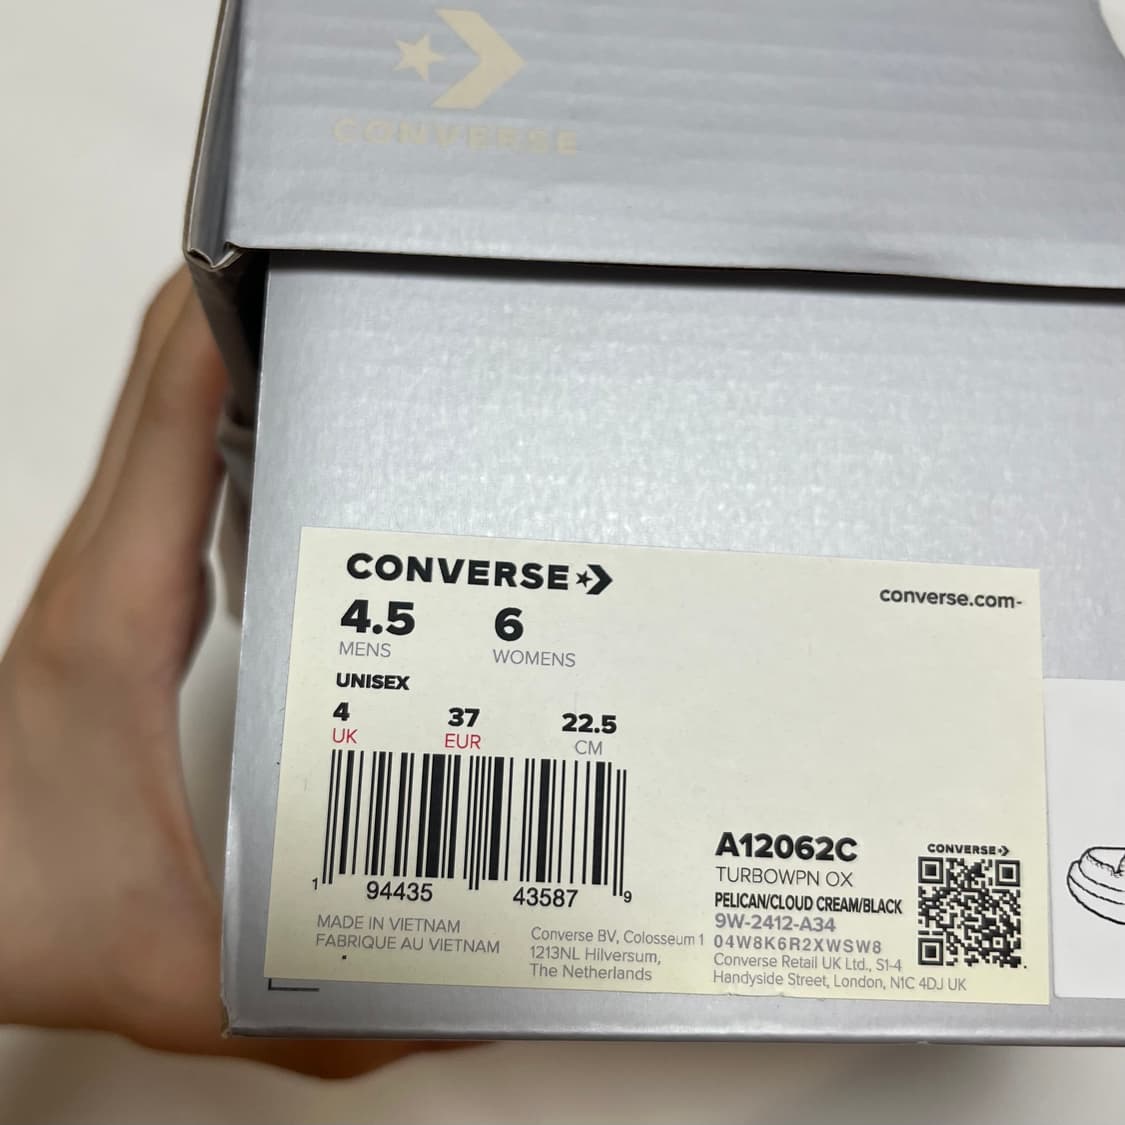 CONVERSE
CONVERSE
converse.com-
4.5 6
MENS WOMENS
UNISEX
4 37 22.5
UK EUR CM
1 94435 43587 9
MADE IN VIETNAM
FABRIQUE AU VIETNAM
Converse BV, Colosseum 1
1213NL Hilversum,
The Netherlands
A12062C
TURBOWPN OX
PELICAN/CLOUD CREAM/BLACK
9W-2412-A34
04W8K6R2XWSW8
Converse Retail UK Ltd., S1-4
Handyside Street, London, N1C 4DJ UK
CONVERSE